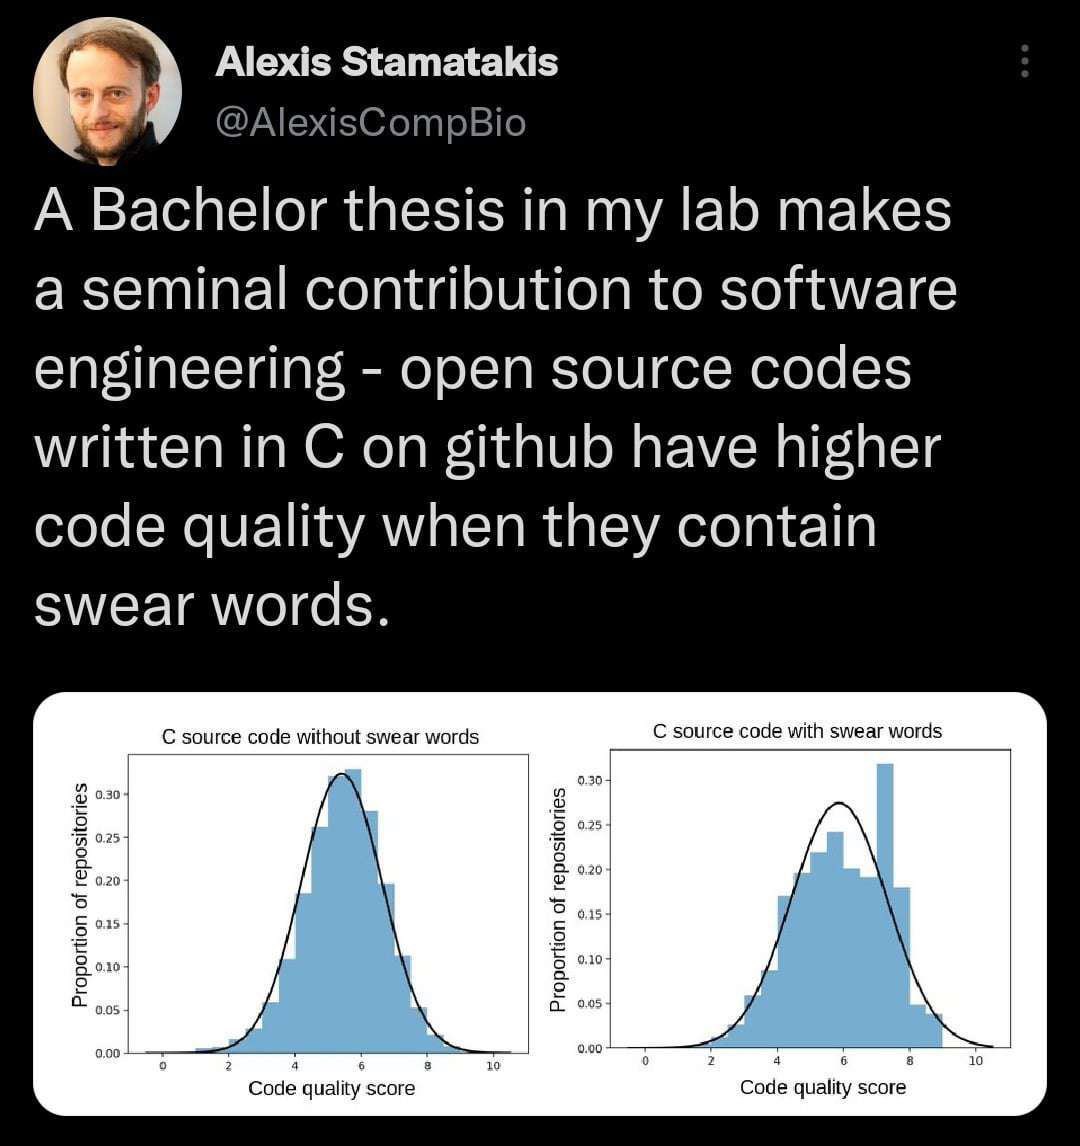 Alexis Stamatakis
@AlexisCompBio
A Bachelor thesis in my lab makes
a seminal contribution to software
engineering - open source codes
written in C on github have higher
code quality when they contain
swear words.
C source code without swear words
Proportion of repositories
0.30
0.25
0.20
0.15
0.10
0.05
0.00
0 2 4 6 8 10
Code quality score
C source code with swear words
Proportion of repositories
0.30
0.25
0.20
0.15
0.10
0.05
0.00
0 2 4 6 8 10
Code quality score